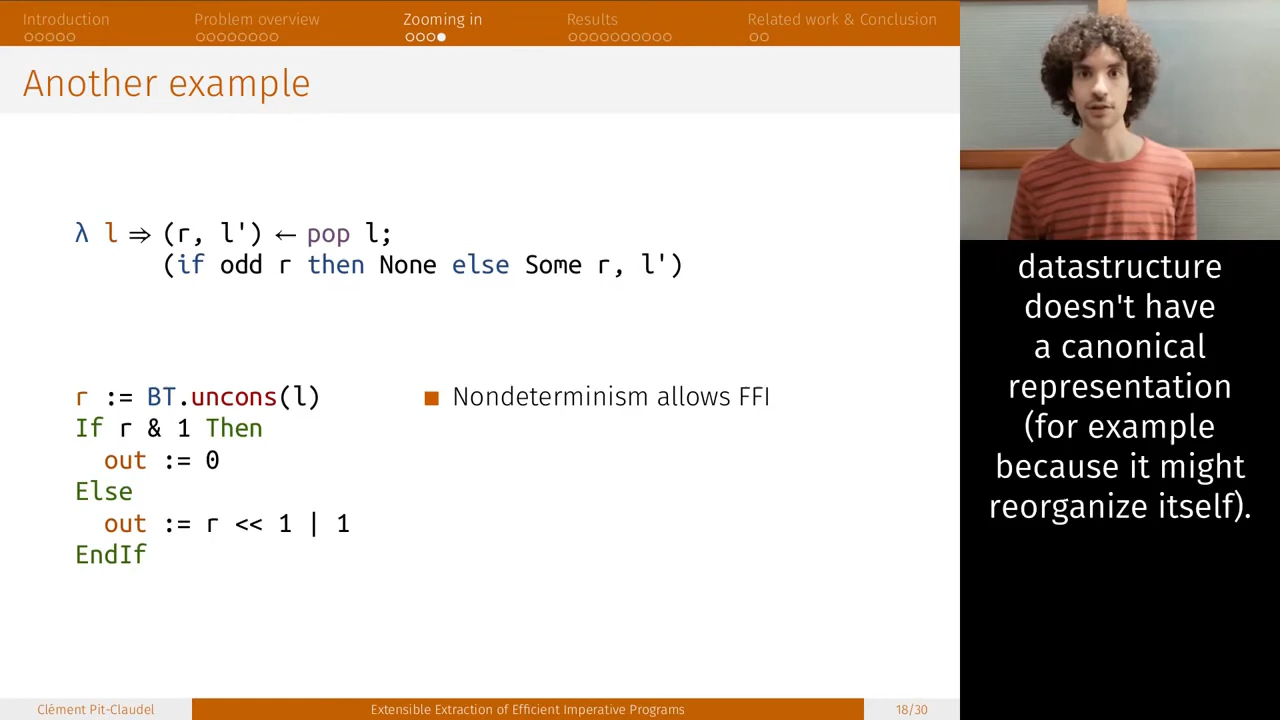 Introduction
Problem overview
Zooming in
Results
Related work & Conclusion
Another example
λ l ⇒ (r, l') ← pop l;
(if odd r then None else Some r, l')
r := BT.uncons(l)
If r & 1 Then
out := 0
Else
out := r << 1 | 1
EndIf
Nondeterminism allows FFI
datastructure
doesn't have
a canonical
representation
(for example
because it might
reorganize itself).
Clément Pit-Claudel
Extensible Extraction of Efficient Imperative Programs
18/30